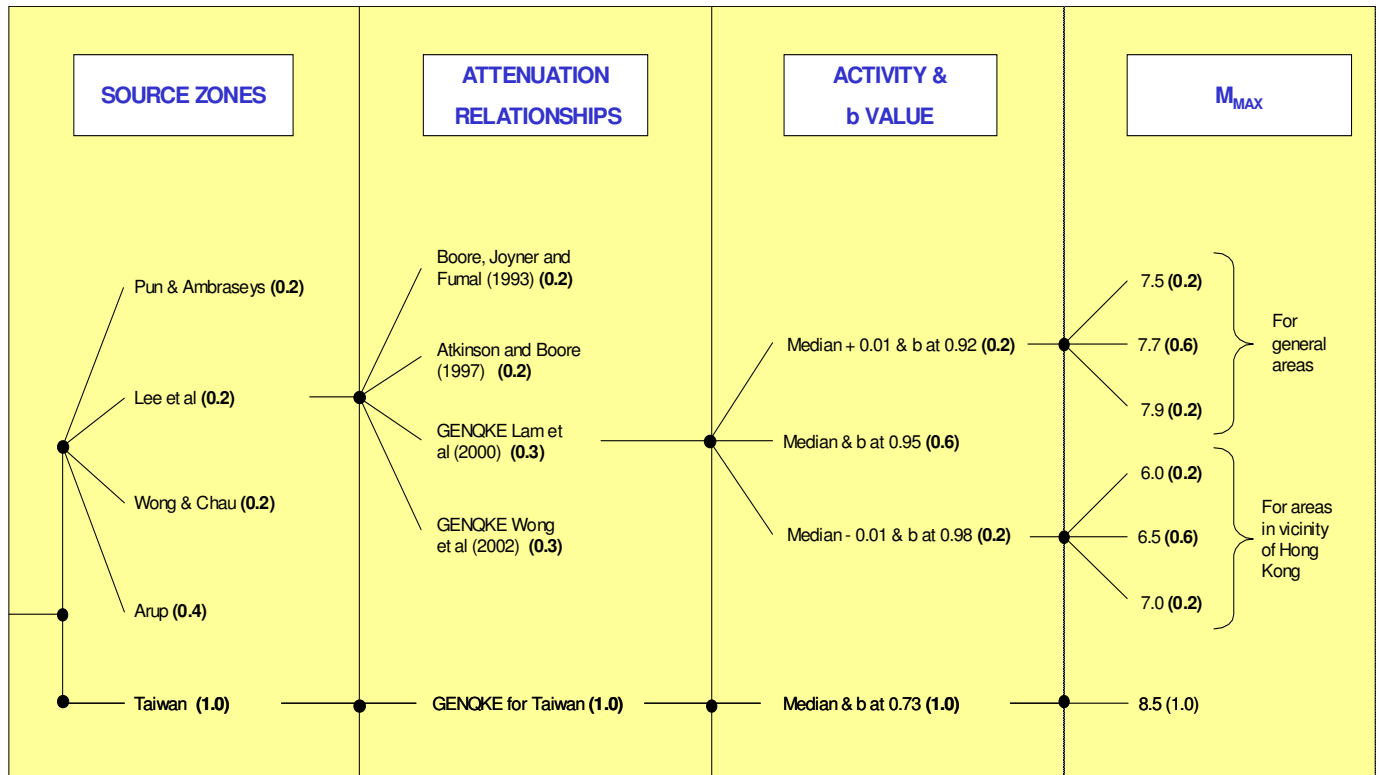 SOURCE ZONES
ATTENUATION
RELATIONSHIPS
ACTIVITY &
b VALUE
MMAX
Pun & Ambraseys (0.2)
Lee et al (0.2)
Wong & Chau (0.2)
Arup (0.4)
Taiwan (1.0)
Boore, Joyner and
Fumal (1993) (0.2)
Atkinson and Boore
(1997) (0.2)
GENQKE Lam et
al (2000) (0.3)
GENQKE Wong
et al (2002) (0.3)
GENQKE for Taiwan (1.0)
Median + 0.01 & b at 0.92 (0.2)
Median & b at 0.95 (0.6)
Median - 0.01 & b at 0.98 (0.2)
Median & b at 0.73 (1.0)
7.5 (0.2)
7.7 (0.6)
7.9 (0.2)
For
general
areas
6.0 (0.2)
6.5 (0.6)
7.0 (0.2)
For areas
in vicinity
of Hong
Kong
8.5 (1.0)